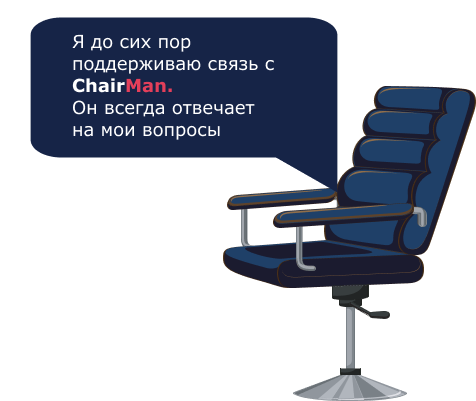 Я до сих пор
поддерживаю связь с
ChairMan.
Он всегда отвечает
на мои вопросы